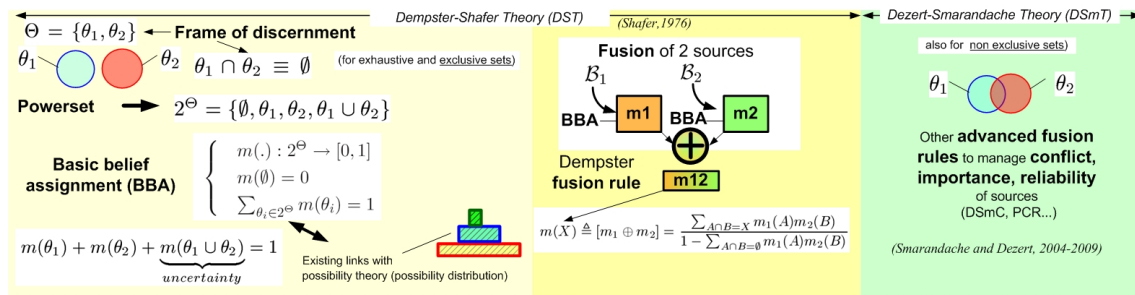 Dempster-Shafer Theory (DST)
(Shafer,1976)
Dezert-Smarandache Theory (DSmT)
Θ = {θ₁, θ₂}
Frame of discernment
θ₁
θ₂
θ₁ ∩ θ₂ ≡ ∅
(for exhaustive and exclusive sets)
Powerset
2^Θ = {∅, θ₁, θ₂, θ₁ ∪ θ₂}
Basic belief
assignment (BBA)
m(.) : 2^Θ → [0, 1]
m(∅) = 0
∑_{θᵢ∈2^Θ} m(θᵢ) = 1
m(θ₁) + m(θ₂) + m(θ₁ ∪ θ₂) = 1
uncertainty
Existing links with
possibility theory (possibility distribution)
Fusion of 2 sources
B₁
B₂
BBA
m1
BBA
m2
Dempster
fusion rule
m12
m(X) ≜ [m₁ ⊕ m₂] = ∑_{A∩B=X} m₁(A)m₂(B) / 1 − ∑_{A∩B=∅} m₁(A)m₂(B)
also for non exclusive sets)
θ₁
θ₂
Other advanced fusion
rules to manage conflict,
importance, reliability
of sources
(DSmC, PCR...)
(Smarandache and Dezert, 2004-2009)